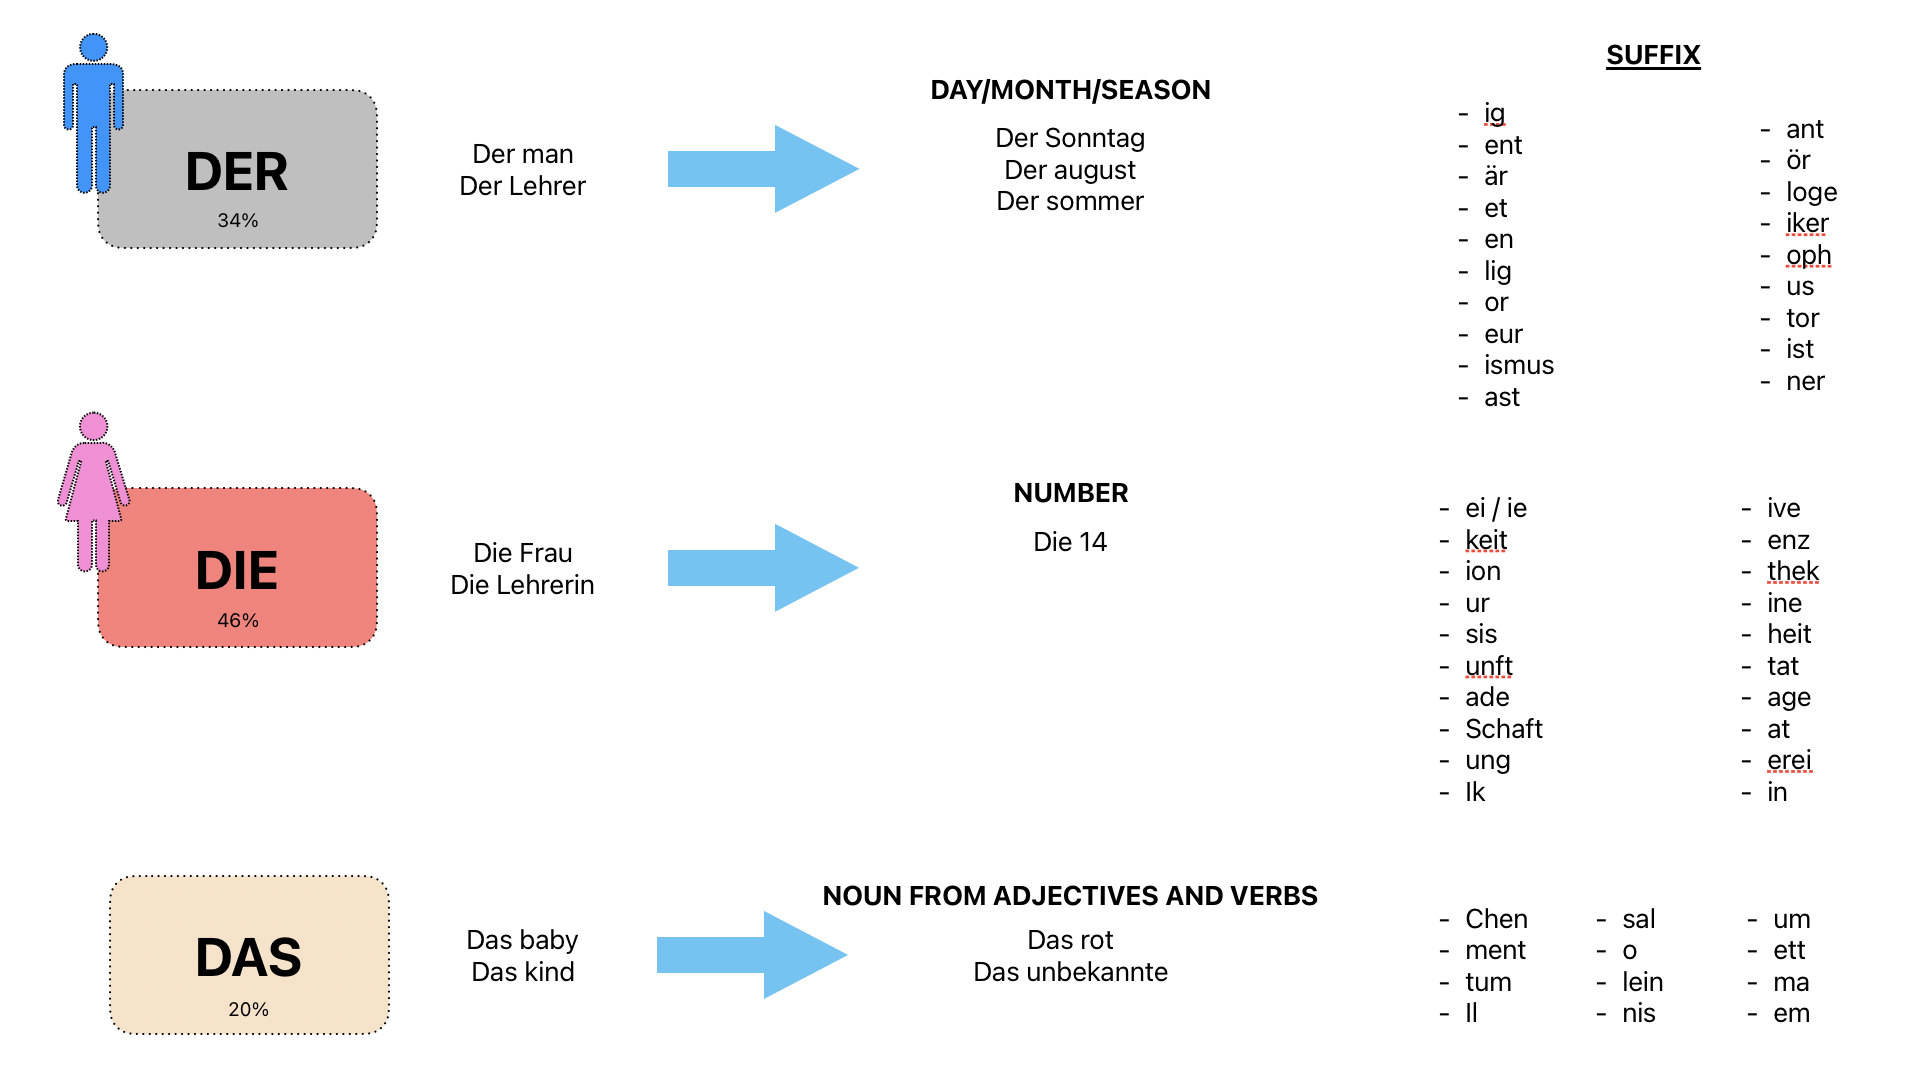 SUFFIX
DER
34%
Der man
Der Lehrer
DAY/MONTH/SEASON
Der Sonntag
Der august
Der sommer
- ig
- ent
- är
- et
- en
- lig
- or
- eur
- ismus
- ast
- ant
- ör
- loge
- iker
- oph
- us
- tor
- ist
- ner
DIE
46%
Die Frau
Die Lehrerin
NUMBER
Die 14
- ei / ie
- keit
- ion
- ur
- sis
- unft
- ade
- Schaft
- ung
- Ik
- ive
- enz
- thek
- ine
- heit
- tat
- age
- at
- erei
- in
DAS
20%
Das baby
Das kind
NOUN FROM ADJECTIVES AND VERBS
Das rot
Das unbekannte
- Chen
- ment
- tum
- Il
- sal
- o
- lein
- nis
- um
- ett
- ma
- em